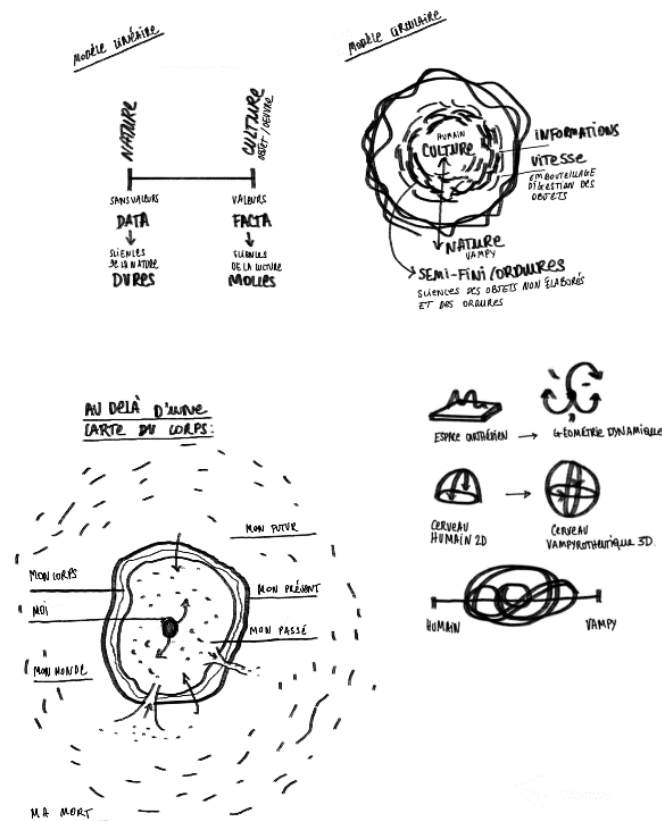 MODÈLE LINÉAIRE
NATURE
CULTURE
OBJET / OEUVRE
SANS VALEURS
VALEURS
DATA
FACTA
SCIENCES
DE LA NATURE
DURES
SCIENCES
DE LA CULTURE
MOLLES
MODÈLE CIRCULAIRE
HUMAIN
CULTURE
INFORMATIONS
VITESSE
EMBOUTEILLAGE
DIGESTION DES
OBJETS
NATURE
VAMPY
SEMI-FINI/ORDURES
SCIENCES DES OBJETS NON ÉLABORÉS
ET DES ORDURES
AU DELÀ D'UNE
CARTE DU CORPS:
MON FUTUR
MON CORPS
MON PRÉSENT
MOI
MON PASSÉ
MON MONDE
MA MORT
ESPACE
GÉOMÉTRIE DYNAMIQUE
CERVEAU
HUMAIN 2D
CERVEAU
VAMPYROTHEUTIQUE 3D.
HUMAIN
VAMPY